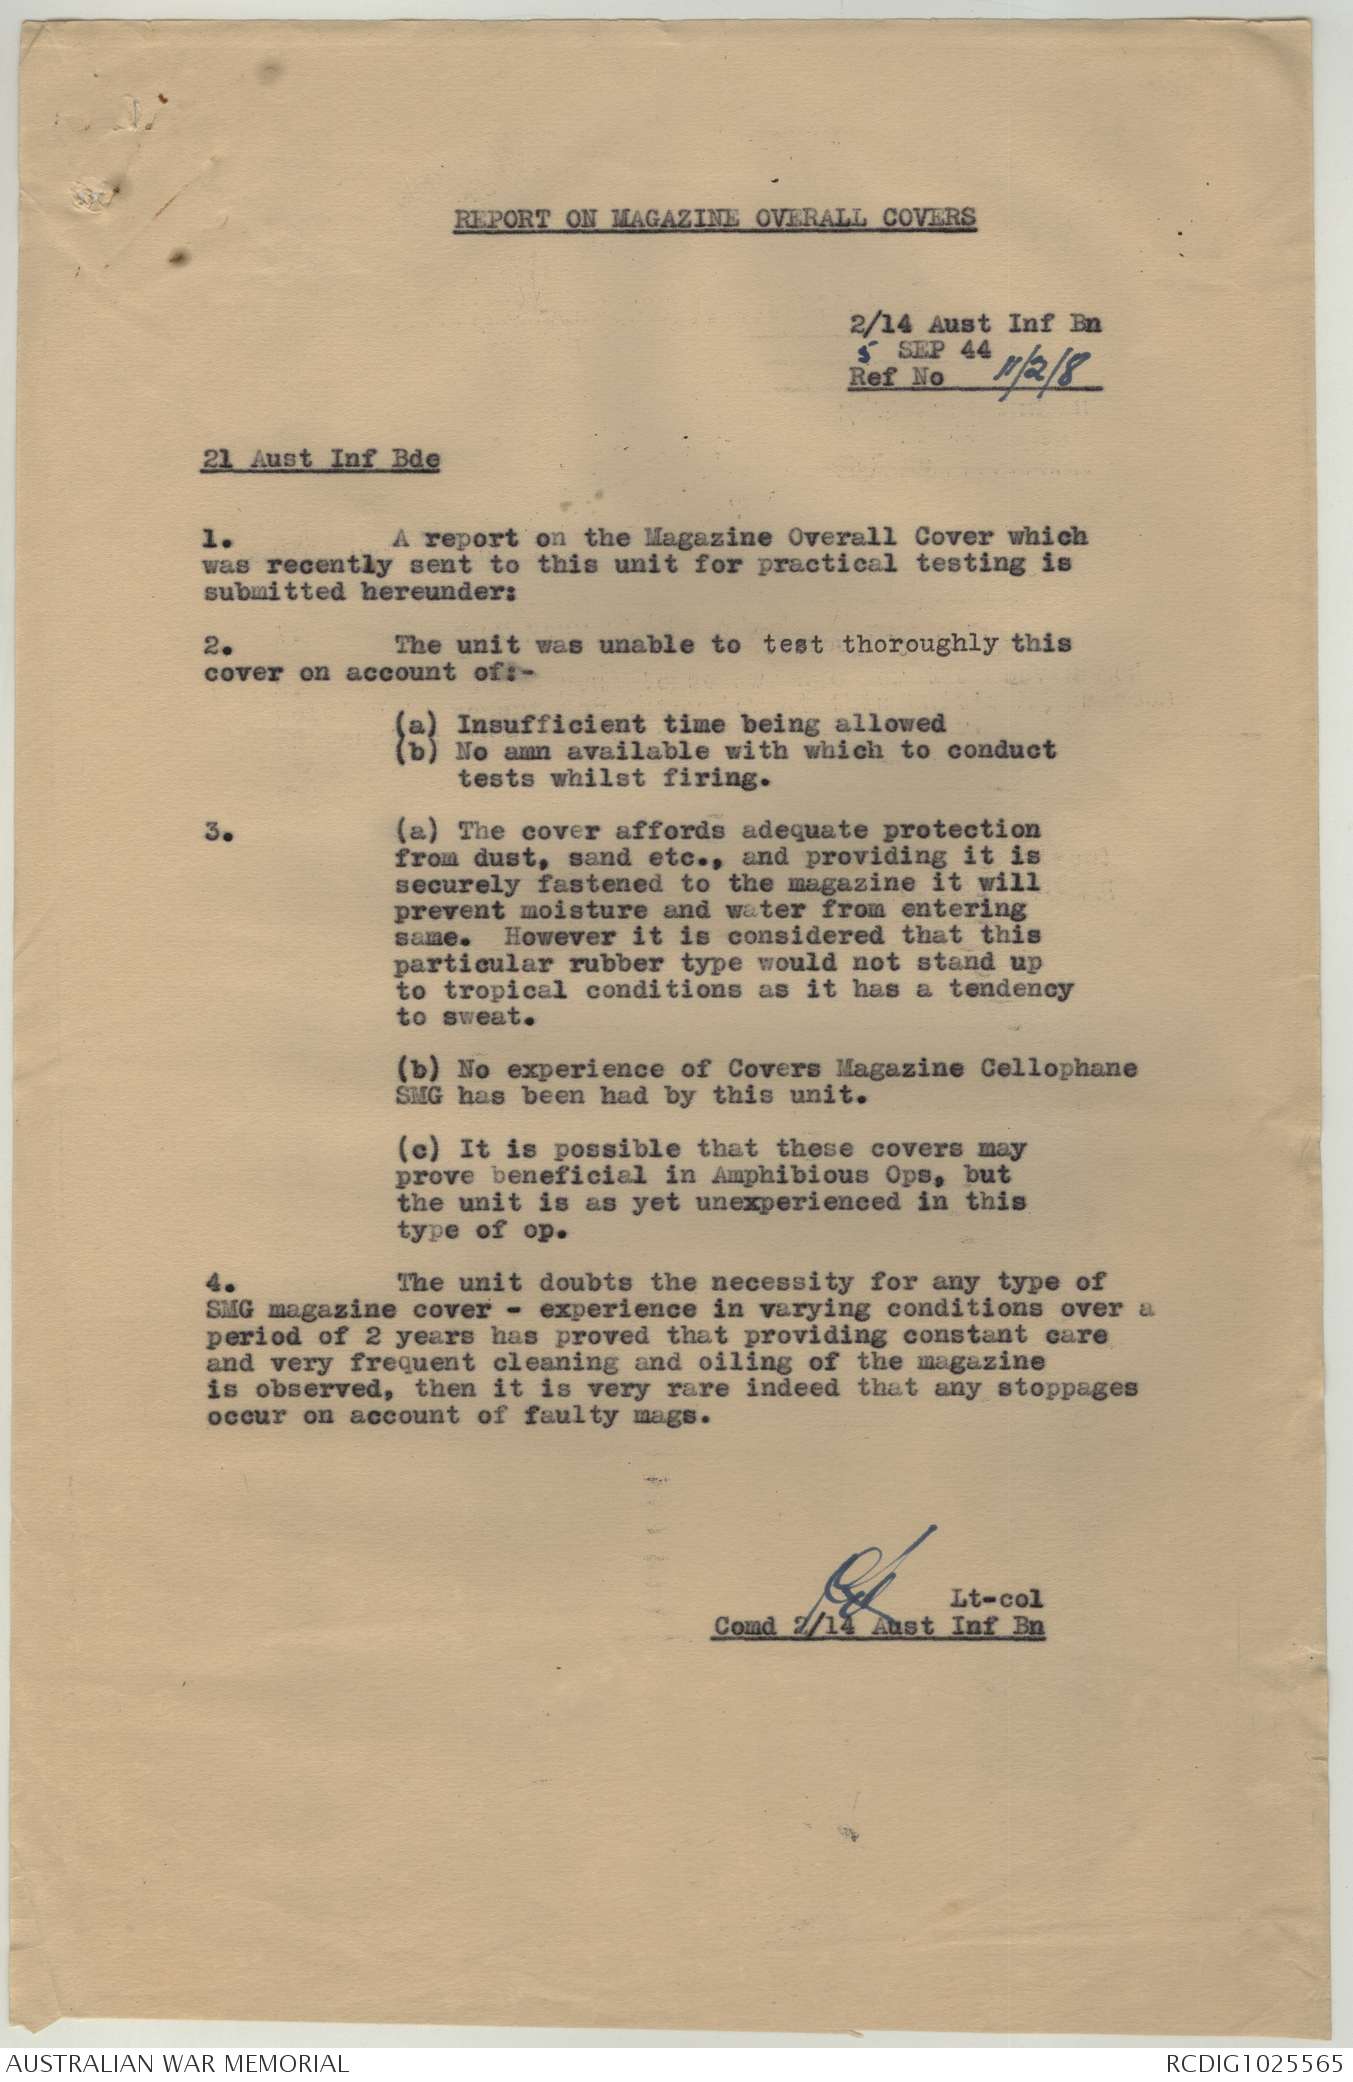 REPORT ON MAGAZINE OVERALL COVERS
2/14 Aust Inf Bn
5 SEP 44
Ref No 11/2/8
21 Aust Inf Bde
1. A report on the Magazine Overall Cover which
was recently sent to this unit for practical testing is
submitted hereunder:
2. The unit was unable to test thoroughly this
cover on account of:-
(a) Insufficient time being allowed
(b) No amn available with which to conduct
tests whilst firing.
3. (a) The cover affords adequate protection
from dust, sand etc., and providing it is
securely fastened to the magazine it will
prevent moisture and water from entering
same. However it is considered that this
particular rubber type would not stand up
to tropical conditions as it has a tendency
to sweat.
(b) No experience of Covers Magazine Cellophane
SMG has been had by this unit.
(c) It is possible that these covers may
prove beneficial in Amphibious Ops, but
the unit is as yet unexperienced in this
type of op.
4. The unit doubts the necessity for any type of
SMG magazine cover - experience in varying conditions over a
period of 2 years has proved that providing constant care
and very frequent cleaning and oiling of the magazine
is observed, then it is very rare indeed that any stoppages
occur on account of faulty mags.
Lt-col
Comd 2/14 Aust Inf Bn
AUSTRALIAN WAR MEMORIAL
RCDIG1025565